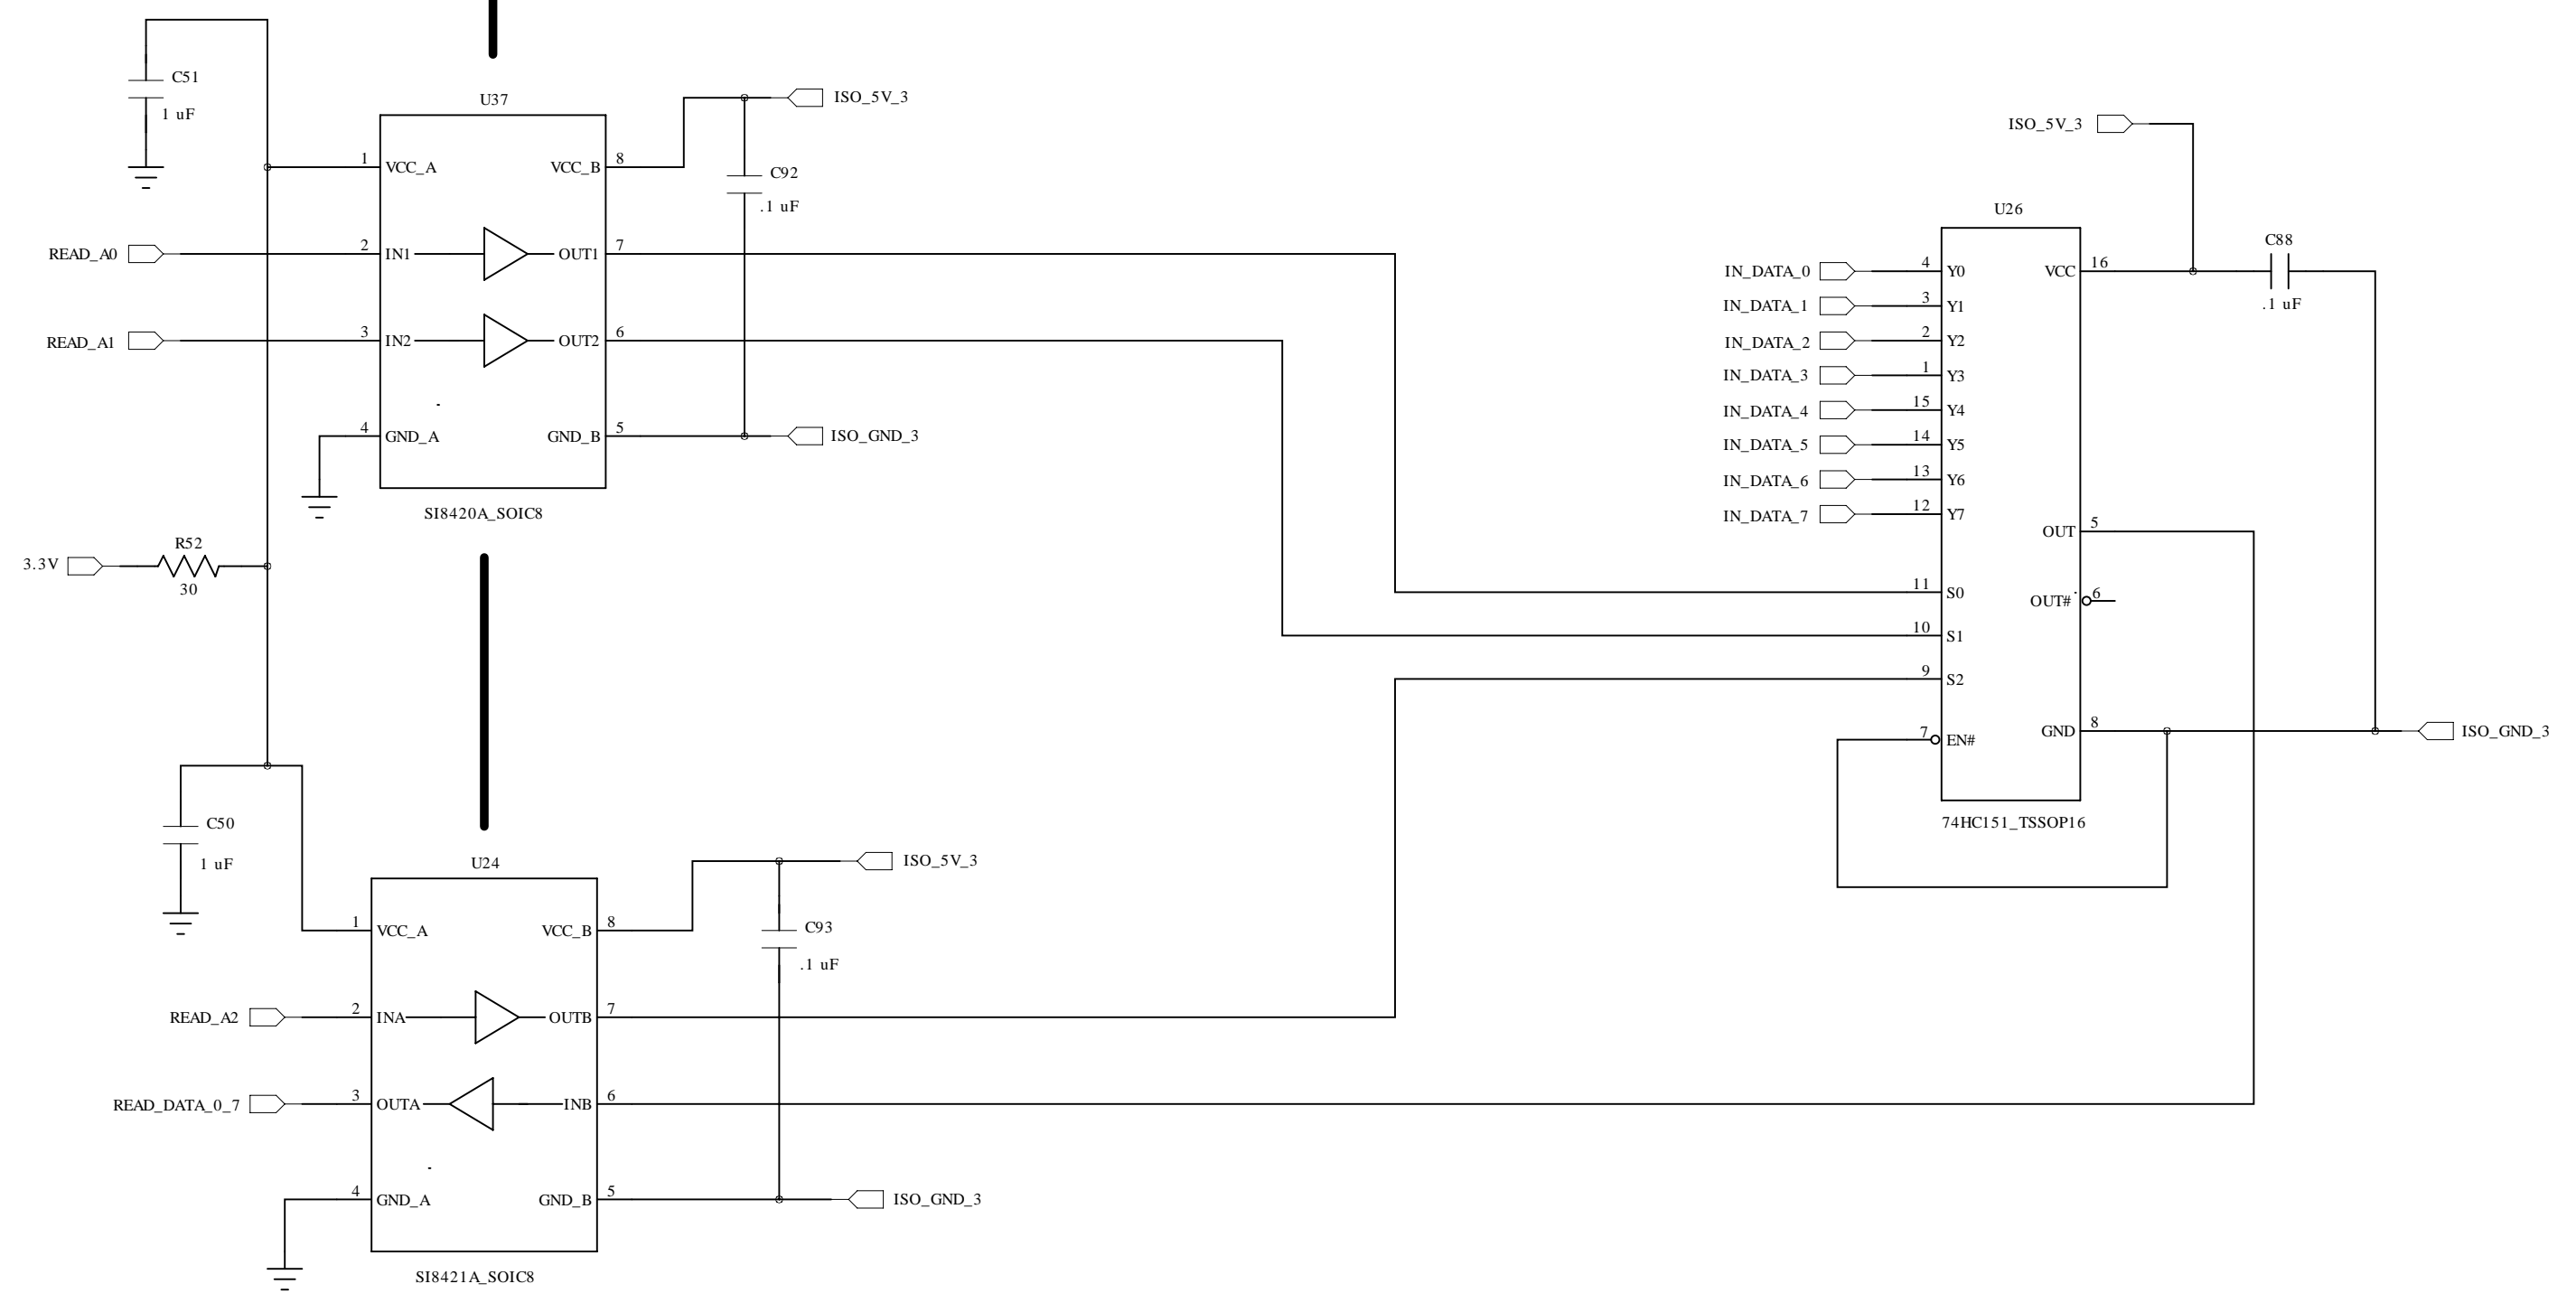 C51
1 uF
U37
1
VCC_A
VCC_B
8
ISO_5V_3
C92
.1 uF
READ_A0
2
IN1
OUT1
7
READ_A1
3
IN2
OUT2
6
4
GND_A
GND_B
5
ISO_GND_3
SI8420A_SOIC8
3.3V
R52
30
C50
1 uF
U24
1
VCC_A
VCC_B
8
ISO_5V_3
C93
.1 uF
READ_A2
2
INA
OUTB
7
READ_DATA_0_7
3
OUTA
INB
6
4
GND_A
GND_B
5
ISO_GND_3
SI8421A_SOIC8
ISO_5V_3
U26
C88
.1 uF
IN_DATA_0
4
Y0
VCC
16
IN_DATA_1
3
Y1
IN_DATA_2
2
Y2
IN_DATA_3
1
Y3
IN_DATA_4
15
Y4
IN_DATA_5
14
Y5
IN_DATA_6
13
Y6
IN_DATA_7
12
Y7
OUT
5
11
S0
OUT#
6
10
S1
9
S2
7
EN#
GND
8
ISO_GND_3
74HC151_TSSOP16